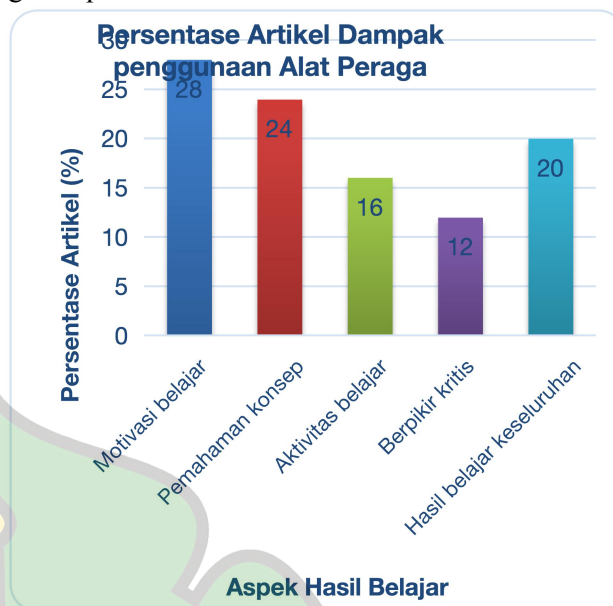 Persentase Artikel Dampak
penggunaan Alat Peraga
Persentase Artikel (%)
30
25
20
15
10
5
0
28
24
16
12
20
Motivasi belajar
Pemahaman konsep
Aktivitas belajar
Berpikir kritis
Hasil belajar keseluruhan
Aspek Hasil Belajar